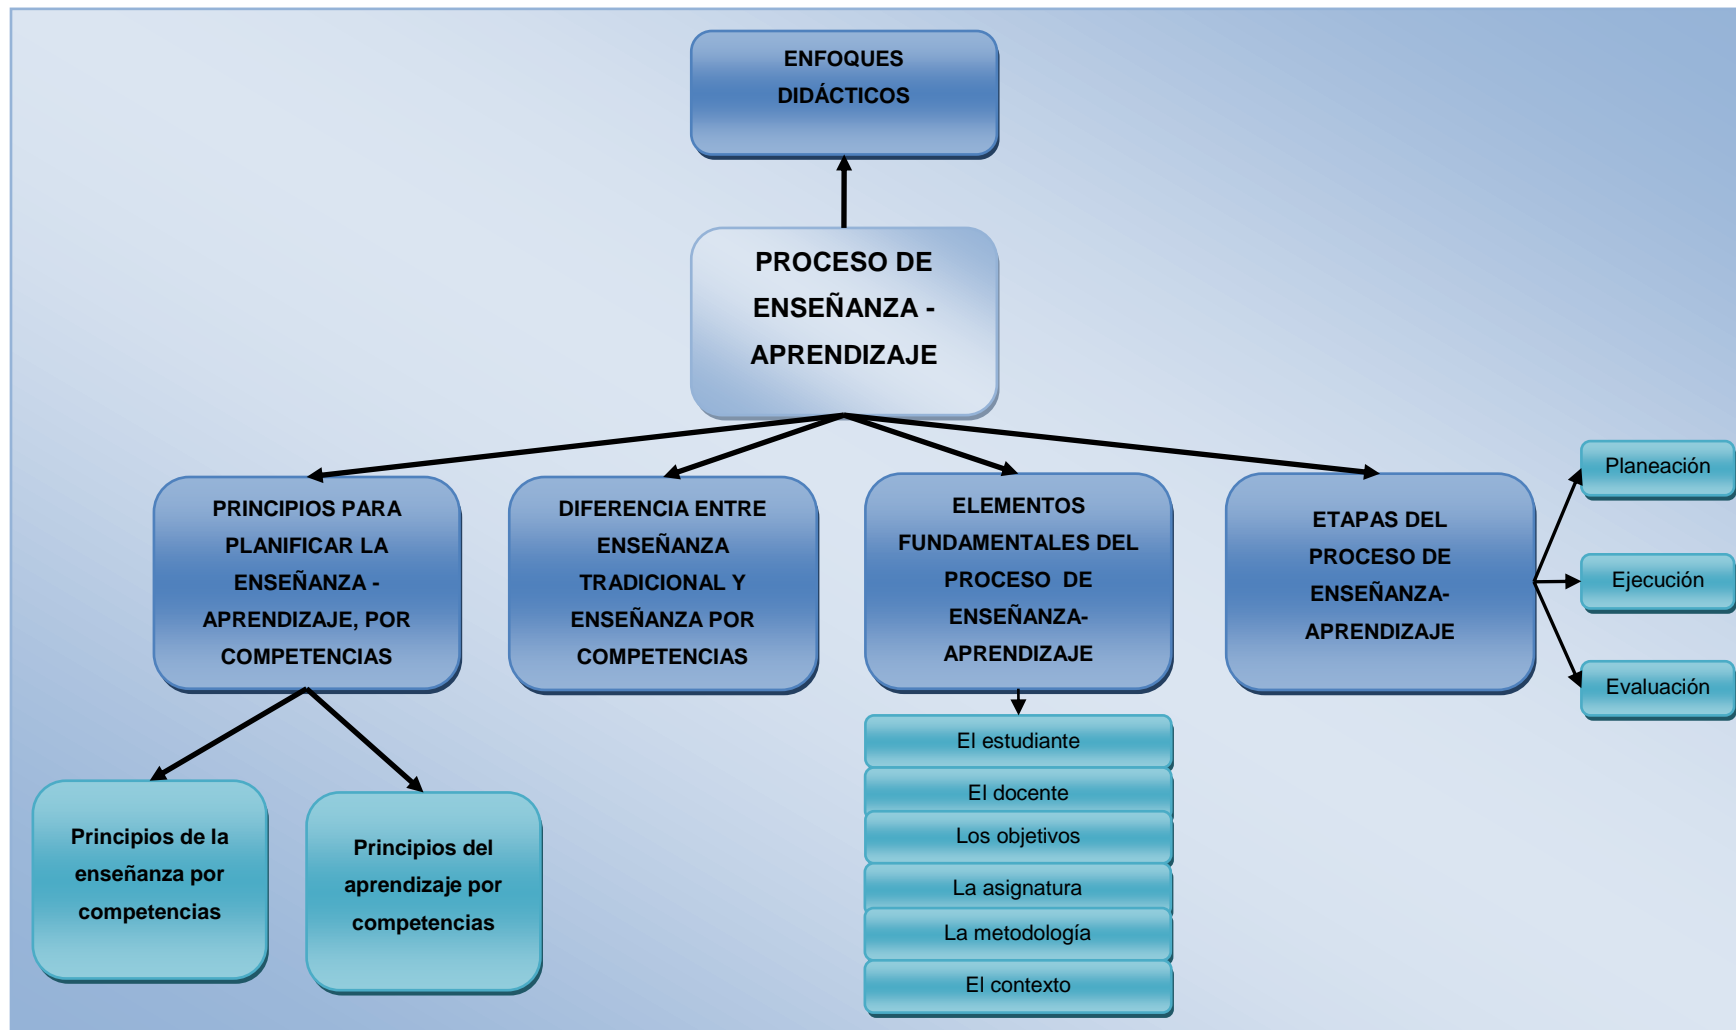 ENFOQUES
DIDÁCTICOS
PROCESO DE
ENSEÑANZA -
APRENDIZAJE
PRINCIPIOS PARA
PLANIFICAR LA
ENSEÑANZA -
APRENDIZAJE, POR
COMPETENCIAS
DIFERENCIA ENTRE
ENSEÑANZA
TRADICIONAL Y
ENSEÑANZA POR
COMPETENCIAS
ELEMENTOS
FUNDAMENTALES DEL
PROCESO DE
ENSEÑANZA-
APRENDIZAJE
ETAPAS DEL
PROCESO DE
ENSEÑANZA-
APRENDIZAJE
Planeación
Ejecución
Evaluación
Principios de la
enseñanza por
competencias
Principios del
aprendizaje por
competencias
El estudiante
El docente
Los objetivos
La asignatura
La metodología
El contexto